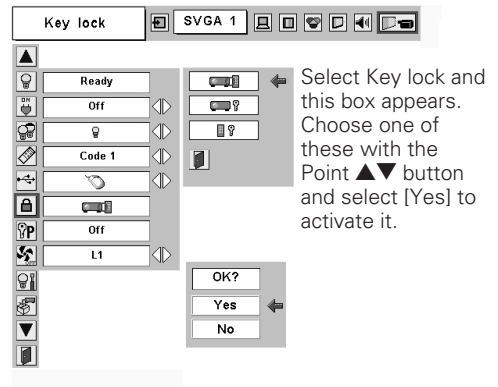 Key lock
SVGA 1
Ready
ON
Off
Code 1
P
Off
L1
Select Key lock and
this box appears.
Choose one of
these with the
Point ▲▼ button
and select [Yes] to
activate it.
OK?
Yes
No